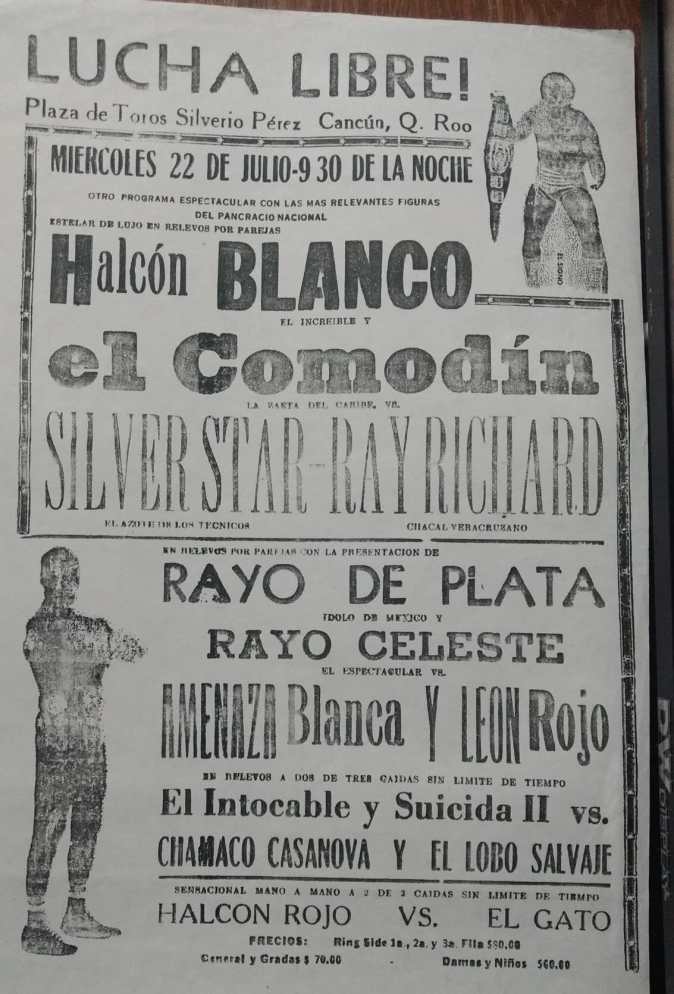 LUCHA LIBRE!
Plaza de Toros Silverio Pérez Cancún, Q. Roo
MIERCOLES 22 DE JULIO-9 30 DE LA NOCHE
OTRO PROGRAMA ESPECTACULAR CON LAS MAS RELEVANTES FIGURAS
DEL PANCRACIO NACIONAL
ESTELAR DE LUJO EN RELEVOS POR PAREJAS
EL SIGNO
Halcón BLANCO
EL INCREIBLE Y
el Comodín
LA ZAETA DEL CARIBE, VS.
SILVER STAR-RAY RICHARD
EL AZOTE DE LOS TECNICOS CHACAL VERACRUZANO
EN RELEVOS POR PAREJAS CON LA PRESENTACION DE
RAYO DE PLATA
IDOLO DE MEXICO Y
RAYO CELESTE
EL ESPECTACULAR VS.
AMENAZA Blanca Y LEON Rojo
EN RELEVOS A DOS DE TRES CAIDAS SIN LIMITE DE TIEMPO
El Intocable y Suicida II vs.
CHAMACO CASANOVA Y EL LOBO SALVAJE
SENSACIONAL MANO A MANO A 2 DE 3 CAIDAS SIN LIMITE DE TIEMPO
HALCON ROJO VS. EL GATO
PRECIOS: Ring Side 1a., 2a. y 3a. Fila
General y Gradas $ 70.00 Damas y Niños $60.00